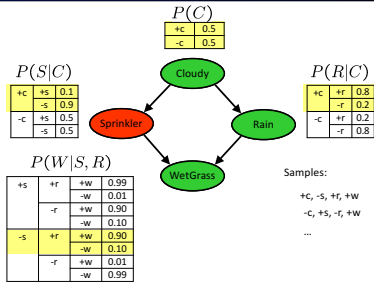 P(C)
+c 0.5
-c 0.5
P(S|C)
+c +s 0.1
-s 0.9
-c +s 0.5
-s 0.5
Cloudy
P(R|C)
+c +r 0.8
-r 0.2
-c +r 0.2
-r 0.8
Sprinkler
Rain
P(W|S, R)
+s +r +w 0.99
-w 0.01
-r +w 0.90
-w 0.10
-s +r +w 0.90
-w 0.10
-r +w 0.01
-w 0.99
WetGrass
Samples:
+c, -s, +r, +w
-c, +s, -r, +w
...